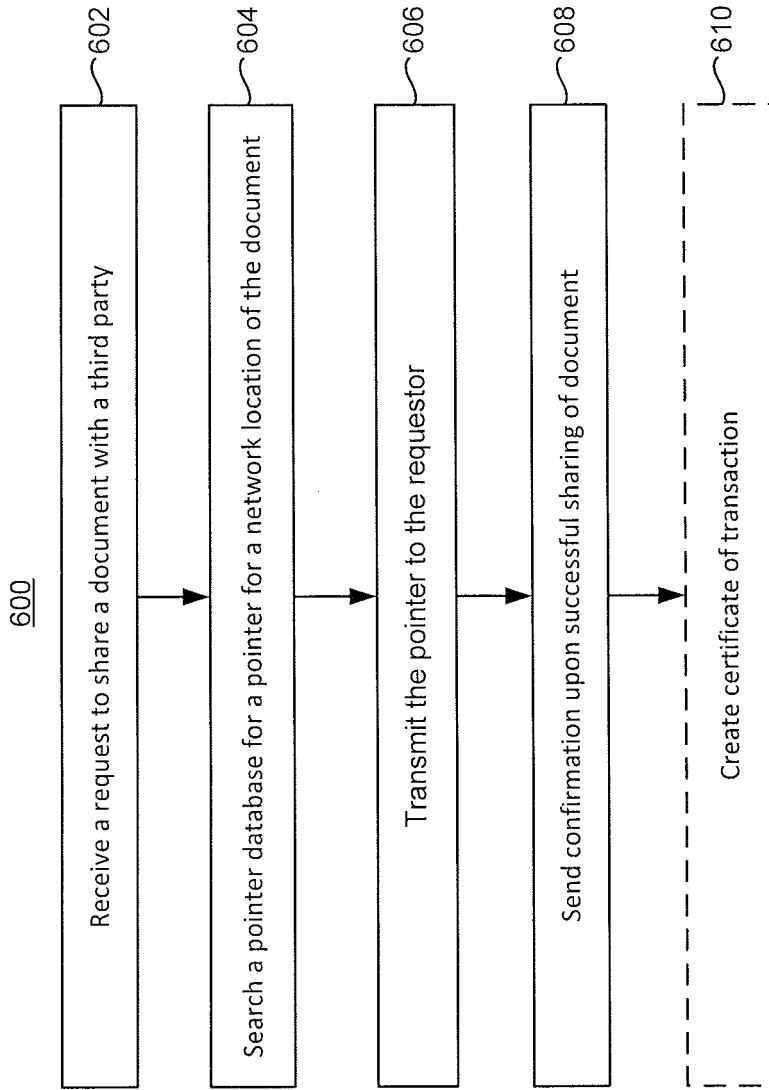 600
Receive a request to share a document with a third party
602
Search a pointer database for a pointer for a network location of the document
604
Transmit the pointer to the requestor
606
Send confirmation upon successful sharing of document
608
Create certificate of transaction
610